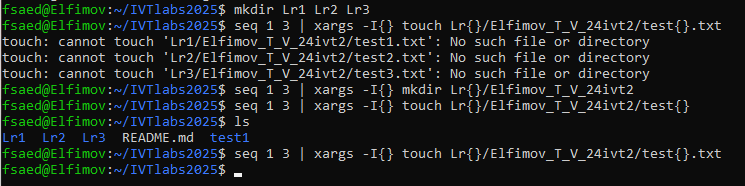 fsaed@Elfimov:~/IVTlabs2025$ mkdir Lr1 Lr2 Lr3
fsaed@Elfimov:~/IVTlabs2025$ seq 1 3 | xargs -I{} touch Lr{}/Elfimov_T_V_24ivt2/test{}.txt
touch: cannot touch 'Lr1/Elfimov_T_V_24ivt2/test1.txt': No such file or directory
touch: cannot touch 'Lr2/Elfimov_T_V_24ivt2/test2.txt': No such file or directory
touch: cannot touch 'Lr3/Elfimov_T_V_24ivt2/test3.txt': No such file or directory
fsaed@Elfimov:~/IVTlabs2025$ seq 1 3 | xargs -I{} mkdir Lr{}/Elfimov_T_V_24ivt2
fsaed@Elfimov:~/IVTlabs2025$ seq 1 3 | xargs -I{} touch Lr{}/Elfimov_T_V_24ivt2/test{}
fsaed@Elfimov:~/IVTlabs2025$ ls
Lr1 Lr2 Lr3 README.md test1
fsaed@Elfimov:~/IVTlabs2025$ seq 1 3 | xargs -I{} touch Lr{}/Elfimov_T_V_24ivt2/test{}.txt
fsaed@Elfimov:~/IVTlabs2025$